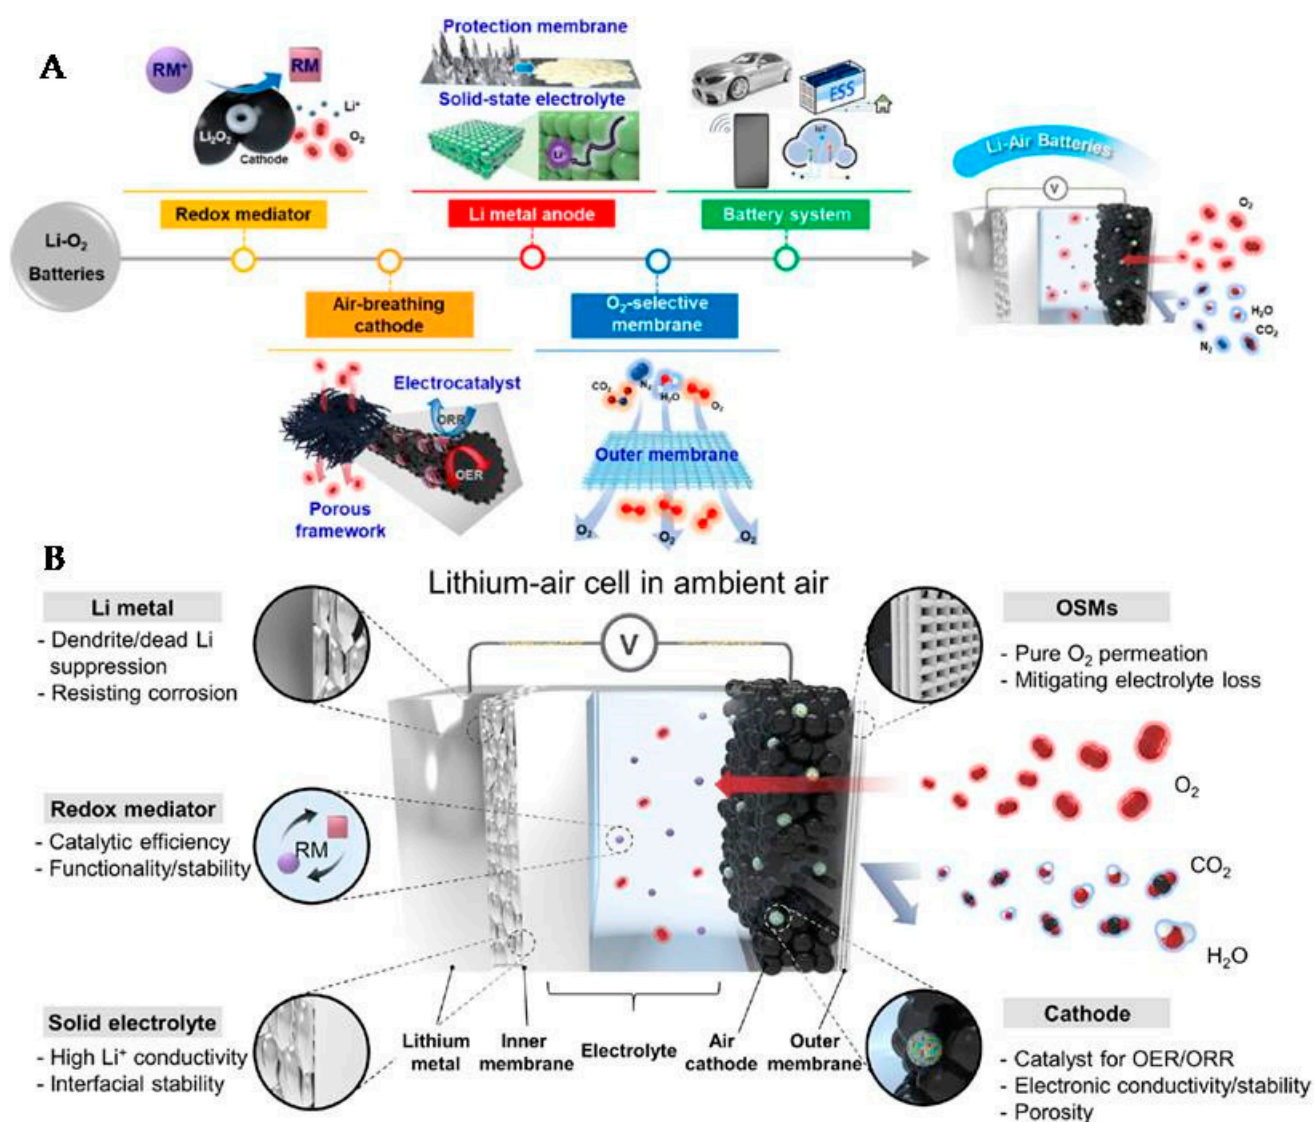 A
RM⁺
RM
Li⁺
O₂
Li₂O₂
Cathode
Protection membrane
Solid-state electrolyte
Li⁺
ESS
IoT
Li-Air Batteries
V
O₂
H₂O
CO₂
N₂
Redox mediator
Li metal anode
Battery system
Li-O₂
Batteries
Air-breathing
cathode
O₂-selective
membrane
Electrocatalyst
ORR
OER
Porous
framework
CO₂
N₂
H₂O
O₂
Outer membrane
O₂
O₂
O₂
B
Lithium-air cell in ambient air
V
Li metal
- Dendrite/dead Li
suppression
- Resisting corrosion
OSMs
- Pure O₂ permeation
- Mitigating electrolyte loss
O₂
Redox mediator
- Catalytic efficiency
- Functionality/stability
RM
CO₂
H₂O
Solid electrolyte
- High Li⁺ conductivity
- Interfacial stability
Lithium
metal
Inner
membrane
Electrolyte
Air
cathode
Outer
membrane
Cathode
- Catalyst for OER/ORR
- Electronic conductivity/stability
- Porosity